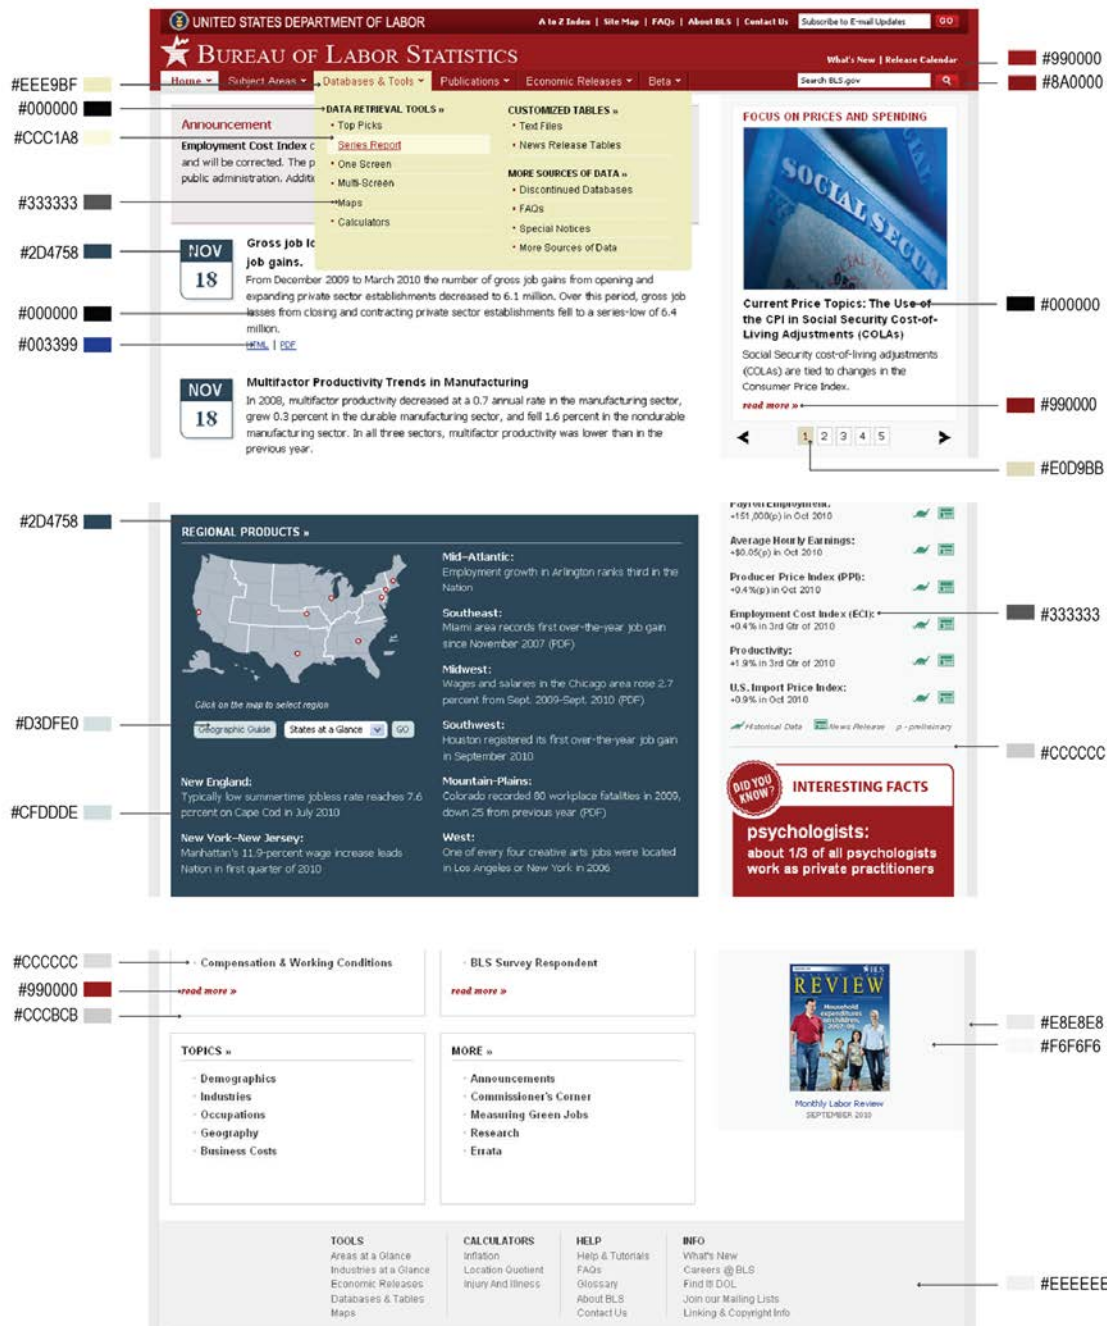 UNITED STATES DEPARTMENT OF LABOR
A to Z Index | Site Map | FAQs | About BLS | Contact Us
Subscribe to E-mail Updates
GO
BUREAU OF LABOR STATISTICS
What's New | Release Calendar
Home
Subject Areas
Databases & Tools
Publications
Economic Releases
Beta
Search BLS.gov
#EEE9BF
#000000
#CCC1A8
#333333
#2D4758
#000000
#003399
#990000
#8A0000
#000000
#990000
#E0D9BB
DATA RETRIEVAL TOOLS »
Top Picks
Series Report
One Screen
Multi-Screen
Maps
Calculators
CUSTOMIZED TABLES »
Text Files
News Release Tables
MORE SOURCES OF DATA »
Discontinued Databases
FAQs
Special Notices
More Sources of Data
Announcement
Employment Cost Index
and will be corrected. The p
public administration. Additi
NOV
18
Gross job lo
job gains.
From December 2009 to March 2010 the number of gross job gains from opening and
expanding private sector establishments decreased to 6.1 million. Over this period, gross job
losses from closing and contracting private sector establishments fell to a series-low of 6.4
million.
HTML | PDF
NOV
18
Multifactor Productivity Trends in Manufacturing
In 2008, multifactor productivity decreased at a 0.7 annual rate in the manufacturing sector,
grew 0.3 percent in the durable manufacturing sector, and fell 1.6 percent in the nondurable
manufacturing sector. In all three sectors, multifactor productivity was lower than in the
previous year.
FOCUS ON PRICES AND SPENDING
SOCIAL SECUR
Current Price Topics: The Use of
the CPI in Social Security Cost-of-
Living Adjustments (COLAs)
Social Security cost-of-living adjustments
(COLAs) are tied to changes in the
Consumer Price Index.
read more »
1 2 3 4 5
#2D4758
#D3DFE0
#CFDDDE
#333333
#CCCCCC
REGIONAL PRODUCTS »
Click on the map to select region
Geographic Guide
States at a Glance
GO
New England:
Typically low summertime jobless rate reaches 7.6
percent on Cape Cod in July 2010
New York–New Jersey:
Manhattan's 11.9-percent wage increase leads
Nation in first quarter of 2010
Mid–Atlantic:
Employment growth in Arlington ranks third in the
Nation
Southeast:
Miami area records first over-the-year job gain
since November 2007 (PDF)
Midwest:
Wages and salaries in the Chicago area rose 2.7
percent from Sept. 2009-Sept. 2010 (PDF)
Southwest:
Houston registered its first over-the-year job gain
in September 2010
Mountain-Plains:
Colorado recorded 80 workplace fatalities in 2009,
down 25 from previous year (PDF)
West:
One of every four creative arts jobs were located
in Los Angeles or New York in 2006
Payroll Employment:
+151,000(p) in Oct 2010
Average Hourly Earnings:
+$0.05(p) in Oct 2010
Producer Price Index (PPI):
+0.4%(p) in Oct 2010
Employment Cost Index (ECI):
+0.4% in 3rd Qtr of 2010
Productivity:
+1.9% in 3rd Qtr of 2010
U.S. Import Price Index:
+0.9% in Oct 2010
Historical Data
News Release
p - preliminary
DID YOU
KNOW?
INTERESTING FACTS
psychologists:
about 1/3 of all psychologists
work as private practitioners
#CCCCCC
#990000
#CCCBCB
#E8E8E8
#F6F6F6
#EEEEEE
Compensation & Working Conditions
read more »
BLS Survey Respondent
read more »
TOPICS »
Demographics
Industries
Occupations
Geography
Business Costs
MORE »
Announcements
Commissioner's Corner
Measuring Green Jobs
Research
Errata
BLS
REVIEW
Household
expenditures
on children,
2007-08
Monthly Labor Review
SEPTEMBER 2010
TOOLS
Areas at a Glance
Industries at a Glance
Economic Releases
Databases & Tables
Maps
CALCULATORS
Inflation
Location Quotient
Injury And Illness
HELP
Help & Tutorials
FAQs
Glossary
About BLS
Contact Us
INFO
What's New
Careers @ BLS
Find It! DOL
Join our Mailing Lists
Linking & Copyright Info